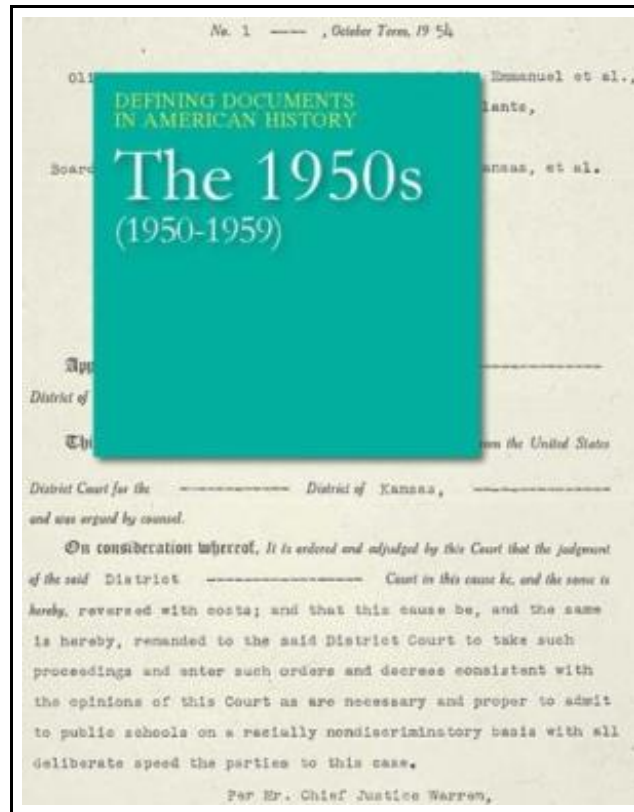 No. 1 ---- , October Term, 19 54
Oli
Emmanuel et al.,
lants,
Board
ansas, et al.
DEFINING DOCUMENTS
IN AMERICAN HISTORY
The 1950s
(1950-1959)
App
District of
Thi
from the United States
District Court for the ------------ District of Kansas, ------------
and was argued by counsel.
On consideration whereof, It is ordered and adjudged by this Court that the judgment
of the said District ------------------ Court in this cause be, and the same is
hereby, reversed with costs; and that this cause be, and the same
is hereby, remanded to the said District Court to take such
proceedings and enter such orders and decrees consistent with
the opinions of this Court as are necessary and proper to admit
to public schools on a racially nondiscriminatory basis with all
deliberate speed the parties to this case.
Per Mr. Chief Justice Warren,